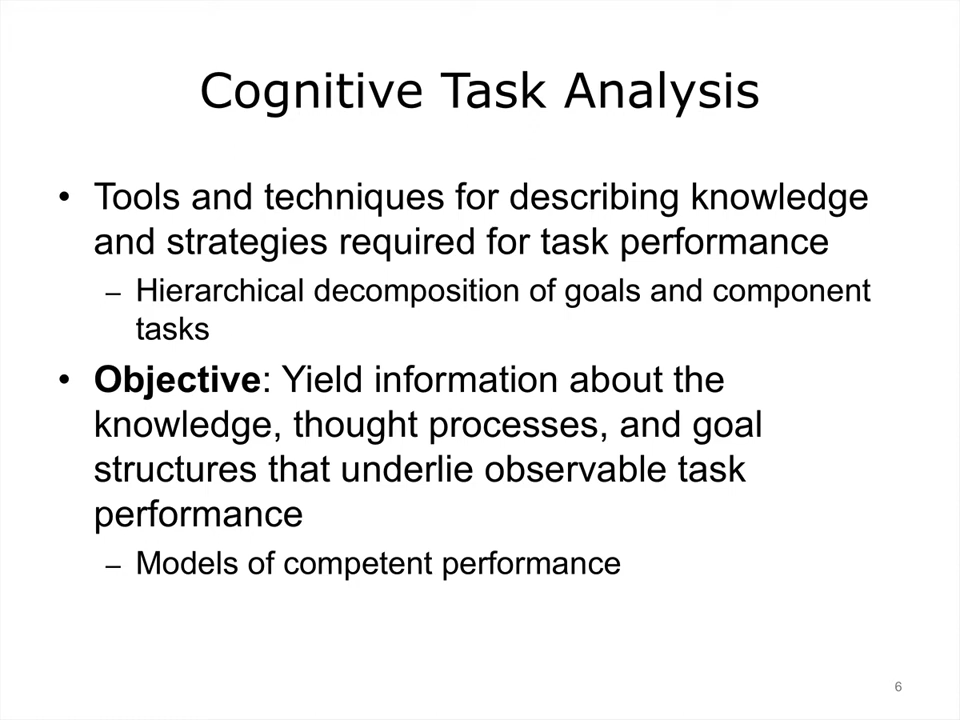 Cognitive Task Analysis
• Tools and techniques for describing knowledge
and strategies required for task performance
– Hierarchical decomposition of goals and component
tasks
• Objective: Yield information about the
knowledge, thought processes, and goal
structures that underlie observable task
performance
– Models of competent performance
6